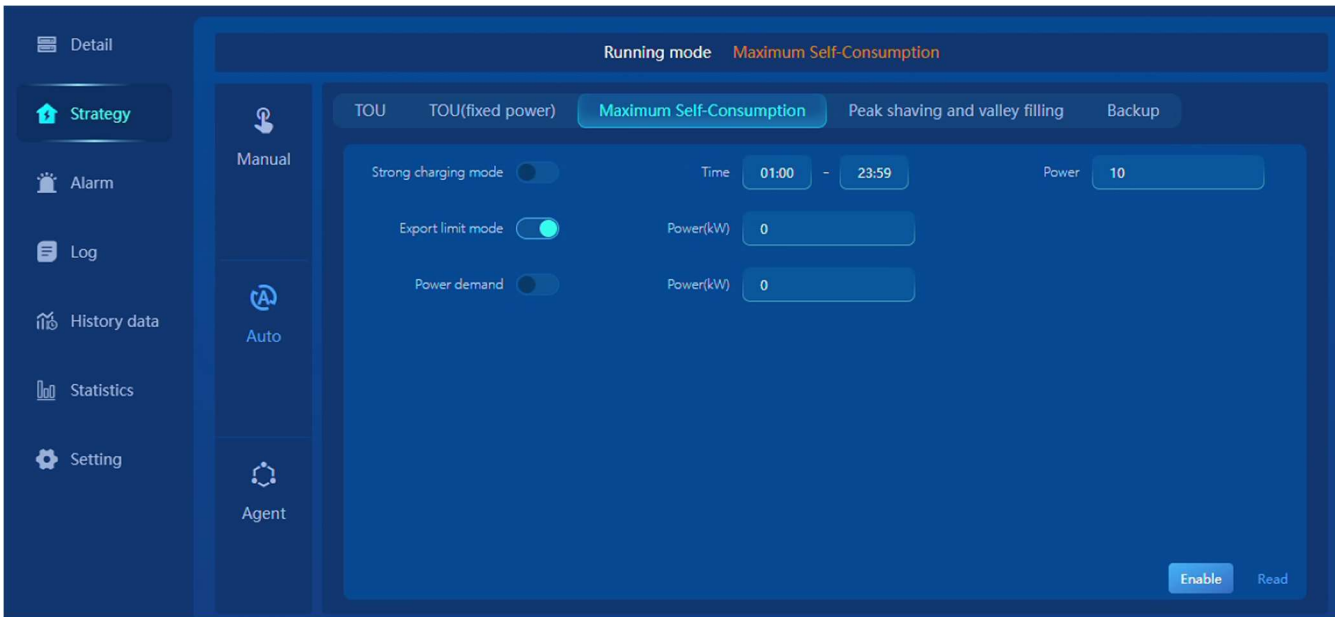 Detail
Strategy
Alarm
Log
History data
Statistics
Setting
Running mode Maximum Self-Consumption
Manual
Auto
Agent
TOU TOU(fixed power) Maximum Self-Consumption Peak shaving and valley filling Backup
Strong charging mode Time 01:00 - 23:59 Power 10
Export limit mode Power(kW) 0
Power demand Power(kW) 0
Enable Read